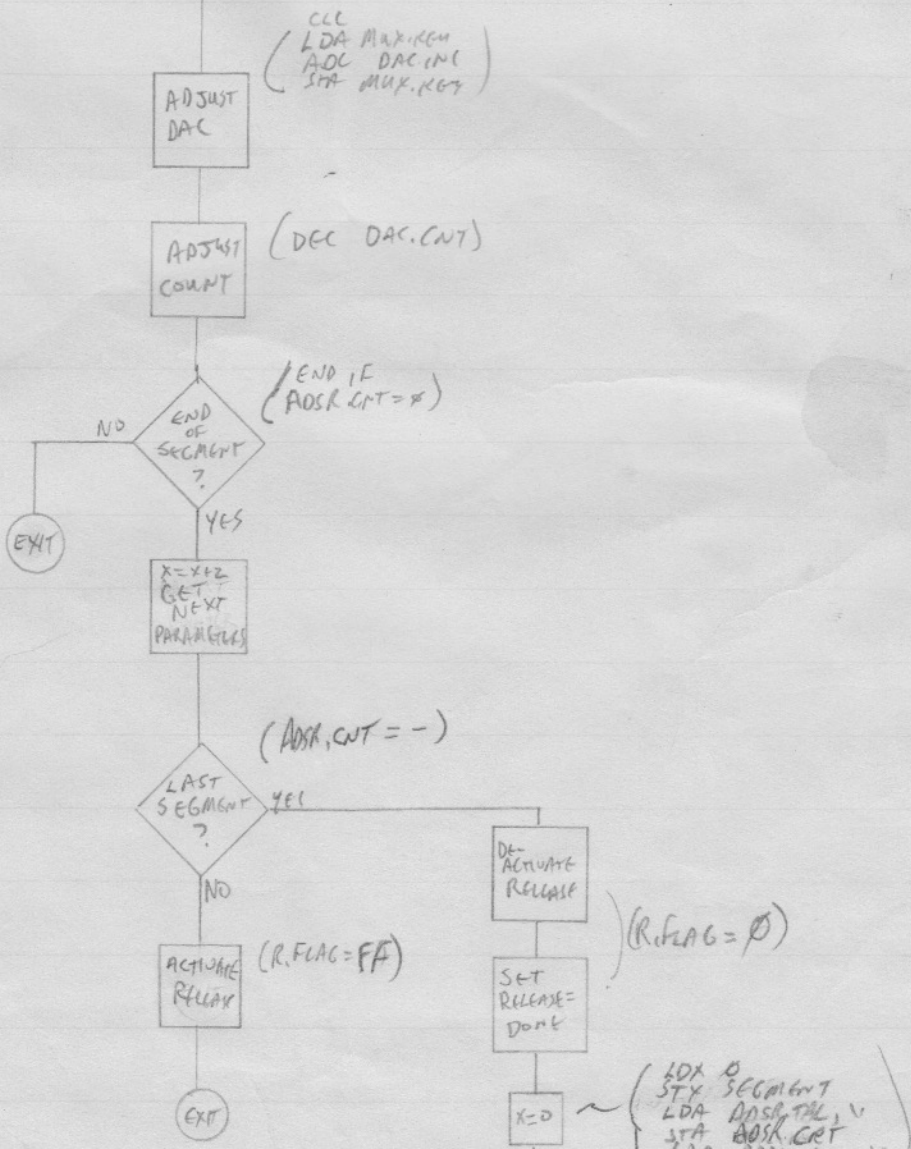 CLC
LDA MUX.KEY
ADC DAC.INC
STA MUX.KEY
ADJUST
DAC
ADJUST
COUNT
(DEC DAC.CNT)
END
OF
SEGMENT
?
(END IF
ADSR.CNT=ø)
NO
EXIT
YES
X=X+2
GET
NEXT
PARAMETERS
(ADSR.CNT = -)
LAST
SEGMENT
?
YES
NO
DE-
ACTIVATE
RELEASE
(R.FLAG = Ø)
ACTIVATE
RELEASE
(R.FLAG=FF)
SET
RELEASE=
DONE
EXIT
X=0
LDX Ø
STX SEGMENT
LDA ADSR.TBL,
STA ADSR.CNT